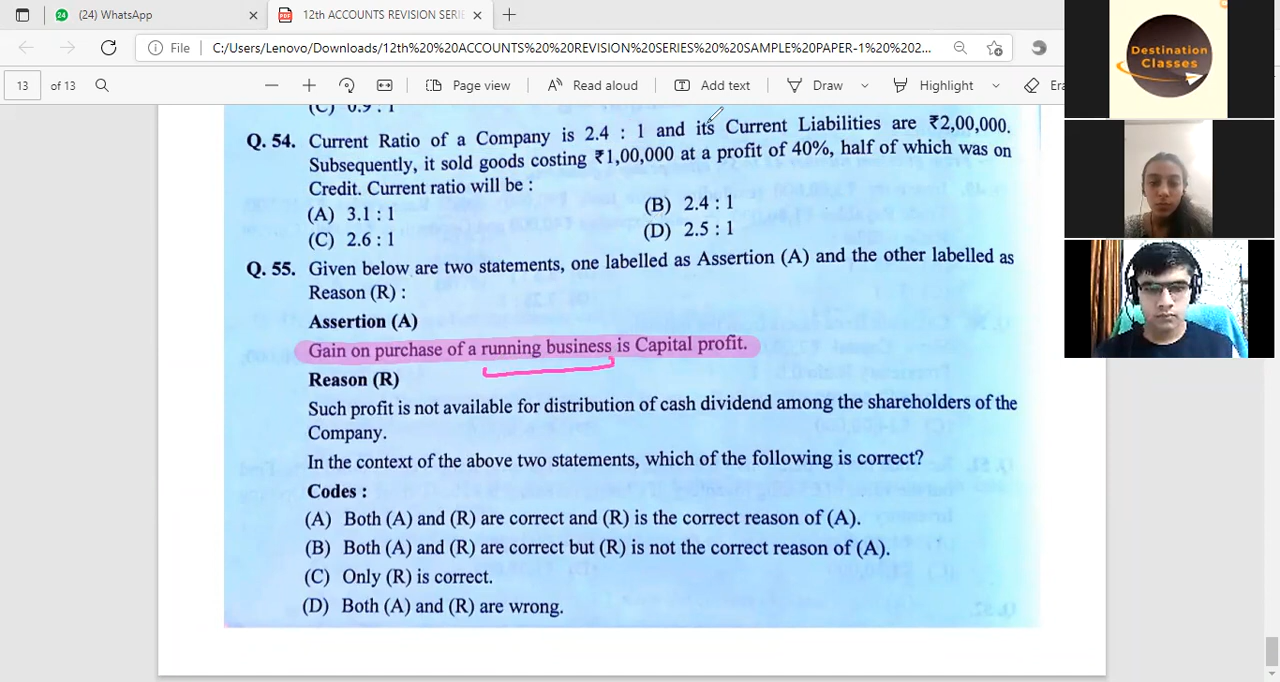 24
(24) WhatsApp
12th ACCOUNTS REVISION SERIE
File
C:/Users/Lenovo/Downloads/12th%20%20ACCOUNTS%20%20REVISION%20SERIES%20%20SAMPLE%20PAPER-1%20%202...
13 of 13
Page view
Read aloud
Add text
Draw
Highlight
Era
Destination
Classes
(C) 0.9 : 1
Q. 54. Current Ratio of a Company is 2.4 : 1 and its Current Liabilities are ₹2,00,000.
Subsequently, it sold goods costing ₹1,00,000 at a profit of 40%, half of which was on
Credit. Current ratio will be :
(A) 3.1 : 1 (B) 2.4 : 1
(C) 2.6 : 1 (D) 2.5 : 1
Q. 55. Given below are two statements, one labelled as Assertion (A) and the other labelled as
Reason (R) :
Assertion (A)
Gain on purchase of a running business is Capital profit.
Reason (R)
Such profit is not available for distribution of cash dividend among the shareholders of the
Company.
In the context of the above two statements, which of the following is correct?
Codes :
(A) Both (A) and (R) are correct and (R) is the correct reason of (A).
(B) Both (A) and (R) are correct but (R) is not the correct reason of (A).
(C) Only (R) is correct.
(D) Both (A) and (R) are wrong.